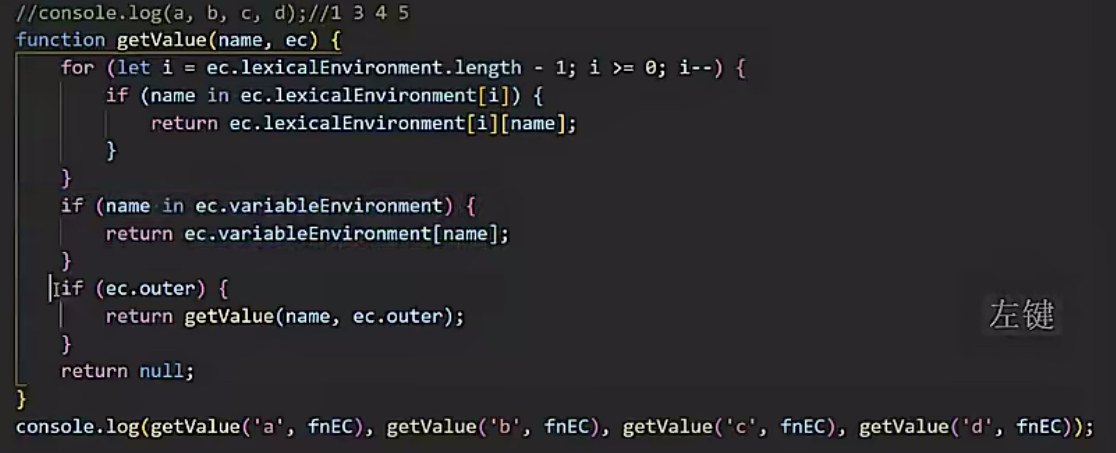 //console.log(a, b, c, d);//1 3 4 5
function getValue(name, ec) {
    for (let i = ec.lexicalEnvironment.length - 1; i >= 0; i--) {
        if (name in ec.lexicalEnvironment[i]) {
            return ec.lexicalEnvironment[i][name];
        }
    }
    if (name in ec.variableEnvironment) {
        return ec.variableEnvironment[name];
    }
    if (ec.outer) {
        return getValue(name, ec.outer);
    }
    return null;
}
console.log(getValue('a', fnEC), getValue('b', fnEC), getValue('c', fnEC), getValue('d', fnEC));
左键